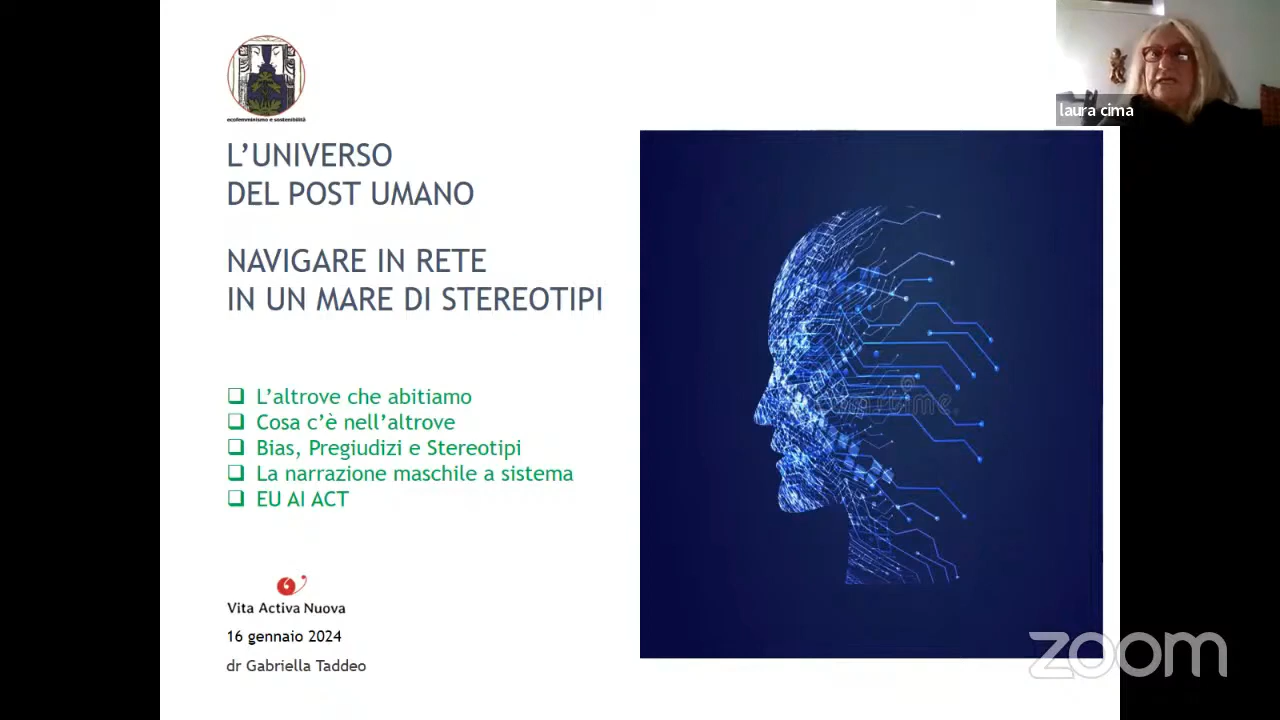 laura cima
ecofemminismo e sostenibilità
L'UNIVERSO
DEL POST UMANO
NAVIGARE IN RETE
IN UN MARE DI STEREOTIPI
L'altrove che abitiamo
Cosa c'è nell'altrove
Bias, Pregiudizi e Stereotipi
La narrazione maschile a sistema
EU AI ACT
Vita Activa Nuova
16 gennaio 2024
dr Gabriella Taddeo
zoom